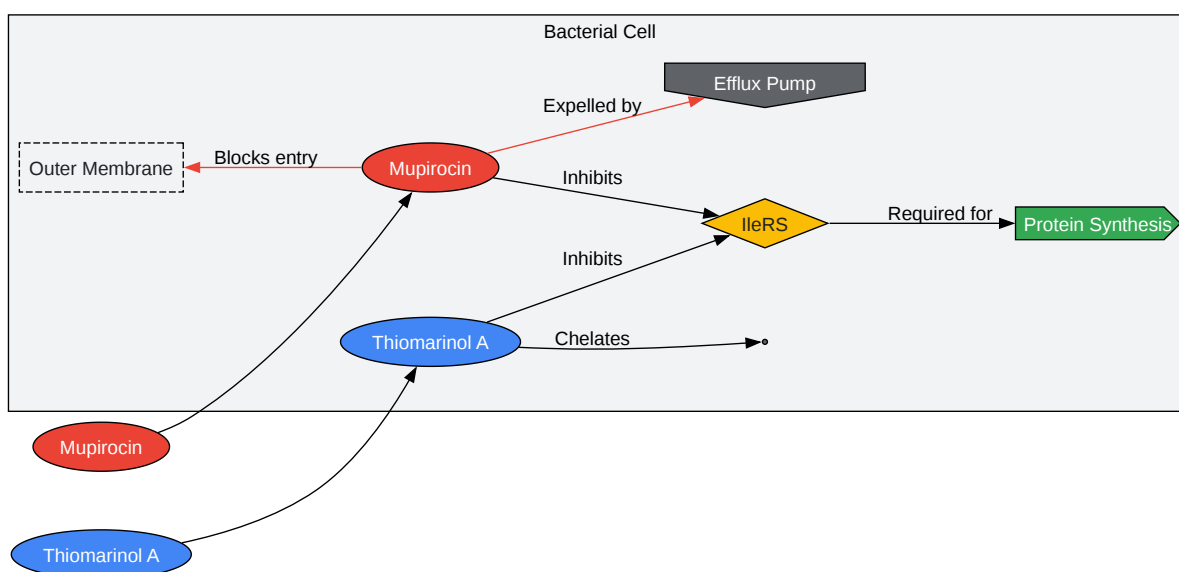 Bacterial Cell
Efflux Pump
Expelled by
Outer Membrane
Blocks entry
Mupirocin
Inhibits
IleRS
Required for
Protein Synthesis
Inhibits
Thiomarinol A
Chelates
Mupirocin
Thiomarinol A